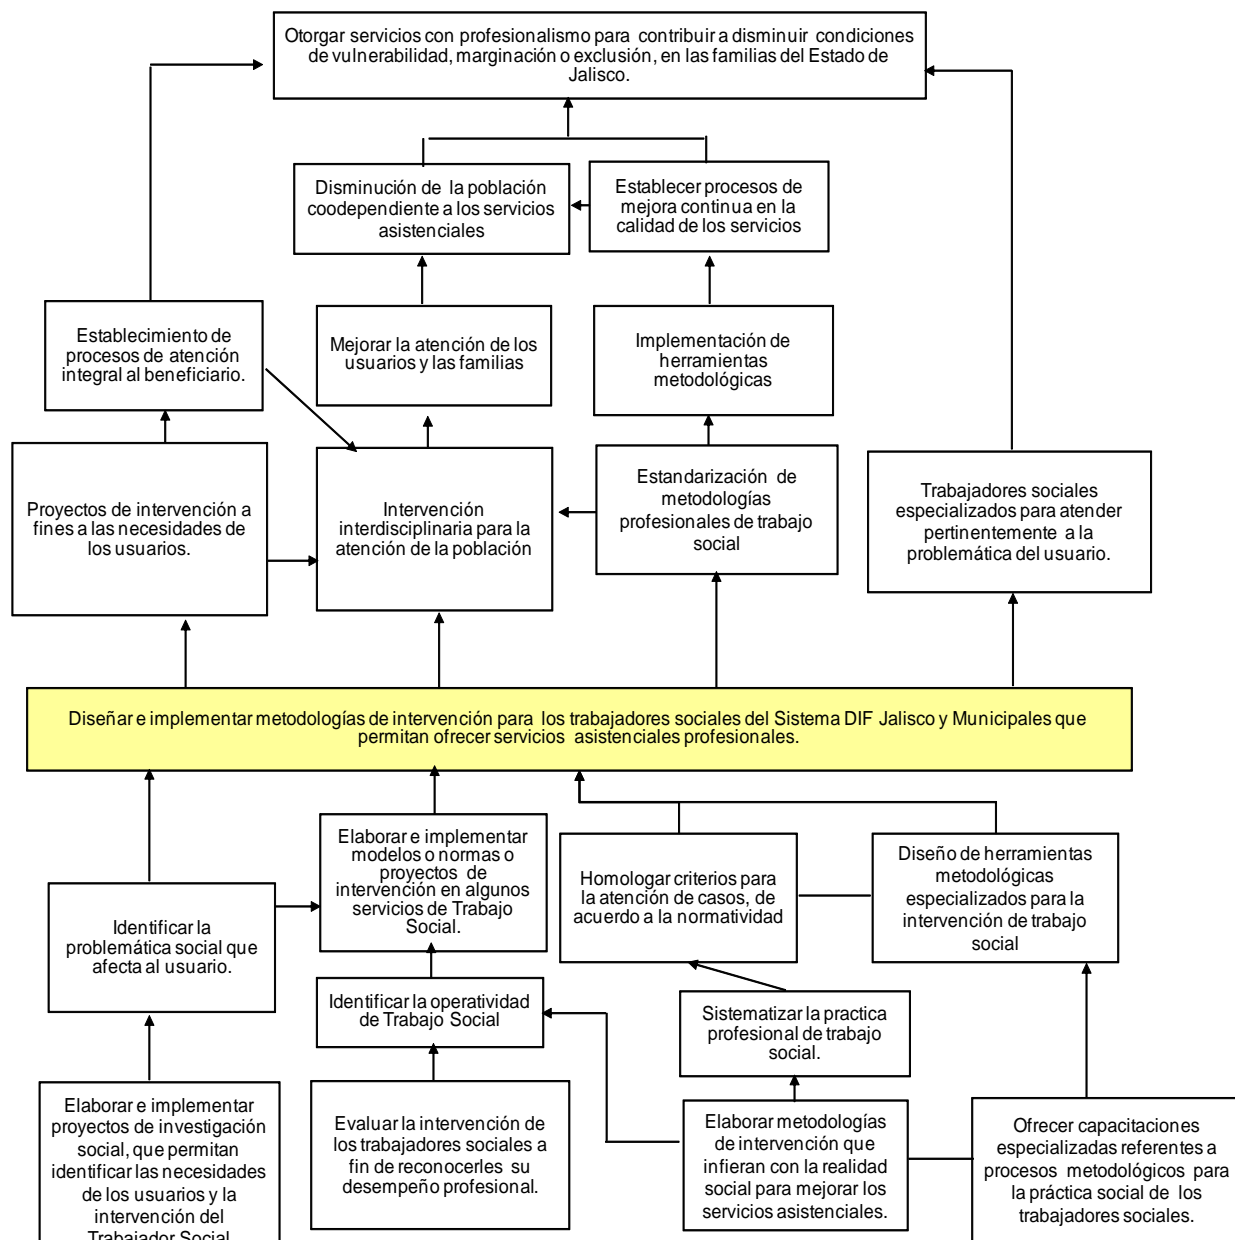 Otorgar servicios con profesionalismo para contribuir a disminuir condiciones
de vulnerabilidad, marginación o exclusión, en las familias del Estado de
Jalisco.
Disminución de la población
coodependiente a los servicios
asistenciales
Establecer procesos de
mejora continua en la
calidad de los servicios
Establecimiento de
procesos de atención
integral al beneficiario.
Mejorar la atención de los
usuarios y las familias
Implementación de
herramientas
metodológicas
Proyectos de intervención a
fines a las necesidades de
los usuarios.
Intervención
interdisciplinaria para la
atención de la población
Estandarización de
metodologías
profesionales de trabajo
social
Trabajadores sociales
especializados para atender
pertinentemente a la
problemática del usuario.
Diseñar e implementar metodologías de intervención para los trabajadores sociales del Sistema DIF Jalisco y Municipales que
permitan ofrecer servicios asistenciales profesionales.
Identificar la
problemática social que
afecta al usuario.
Elaborar e implementar
modelos o normas o
proyectos de
intervención en algunos
servicios de Trabajo
Social.
Homologar criterios para
la atención de casos, de
acuerdo a la normatividad
Diseño de herramientas
metodológicas
especializados para la
intervención de trabajo
social
Identificar la operatividad
de Trabajo Social
Sistematizar la practica
profesional de trabajo
social.
Elaborar e implementar
proyectos de investigación
social, que permitan
identificar las necesidades
de los usuarios y la
intervención del
Trabajador Social
Evaluar la intervención de
los trabajadores sociales a
fin de reconocerles su
desempeño profesional.
Elaborar metodologías
de intervención que
infieran con la realidad
social para mejorar los
servicios asistenciales.
Ofrecer capacitaciones
especializadas referentes a
procesos metodológicos para
la práctica social de los
trabajadores sociales.